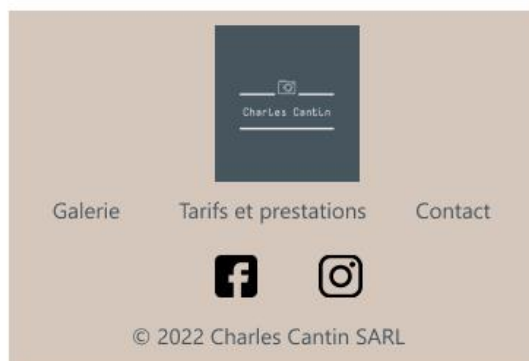 Charles Cantin
Galerie Tarifs et prestations Contact
© 2022 Charles Cantin SARL